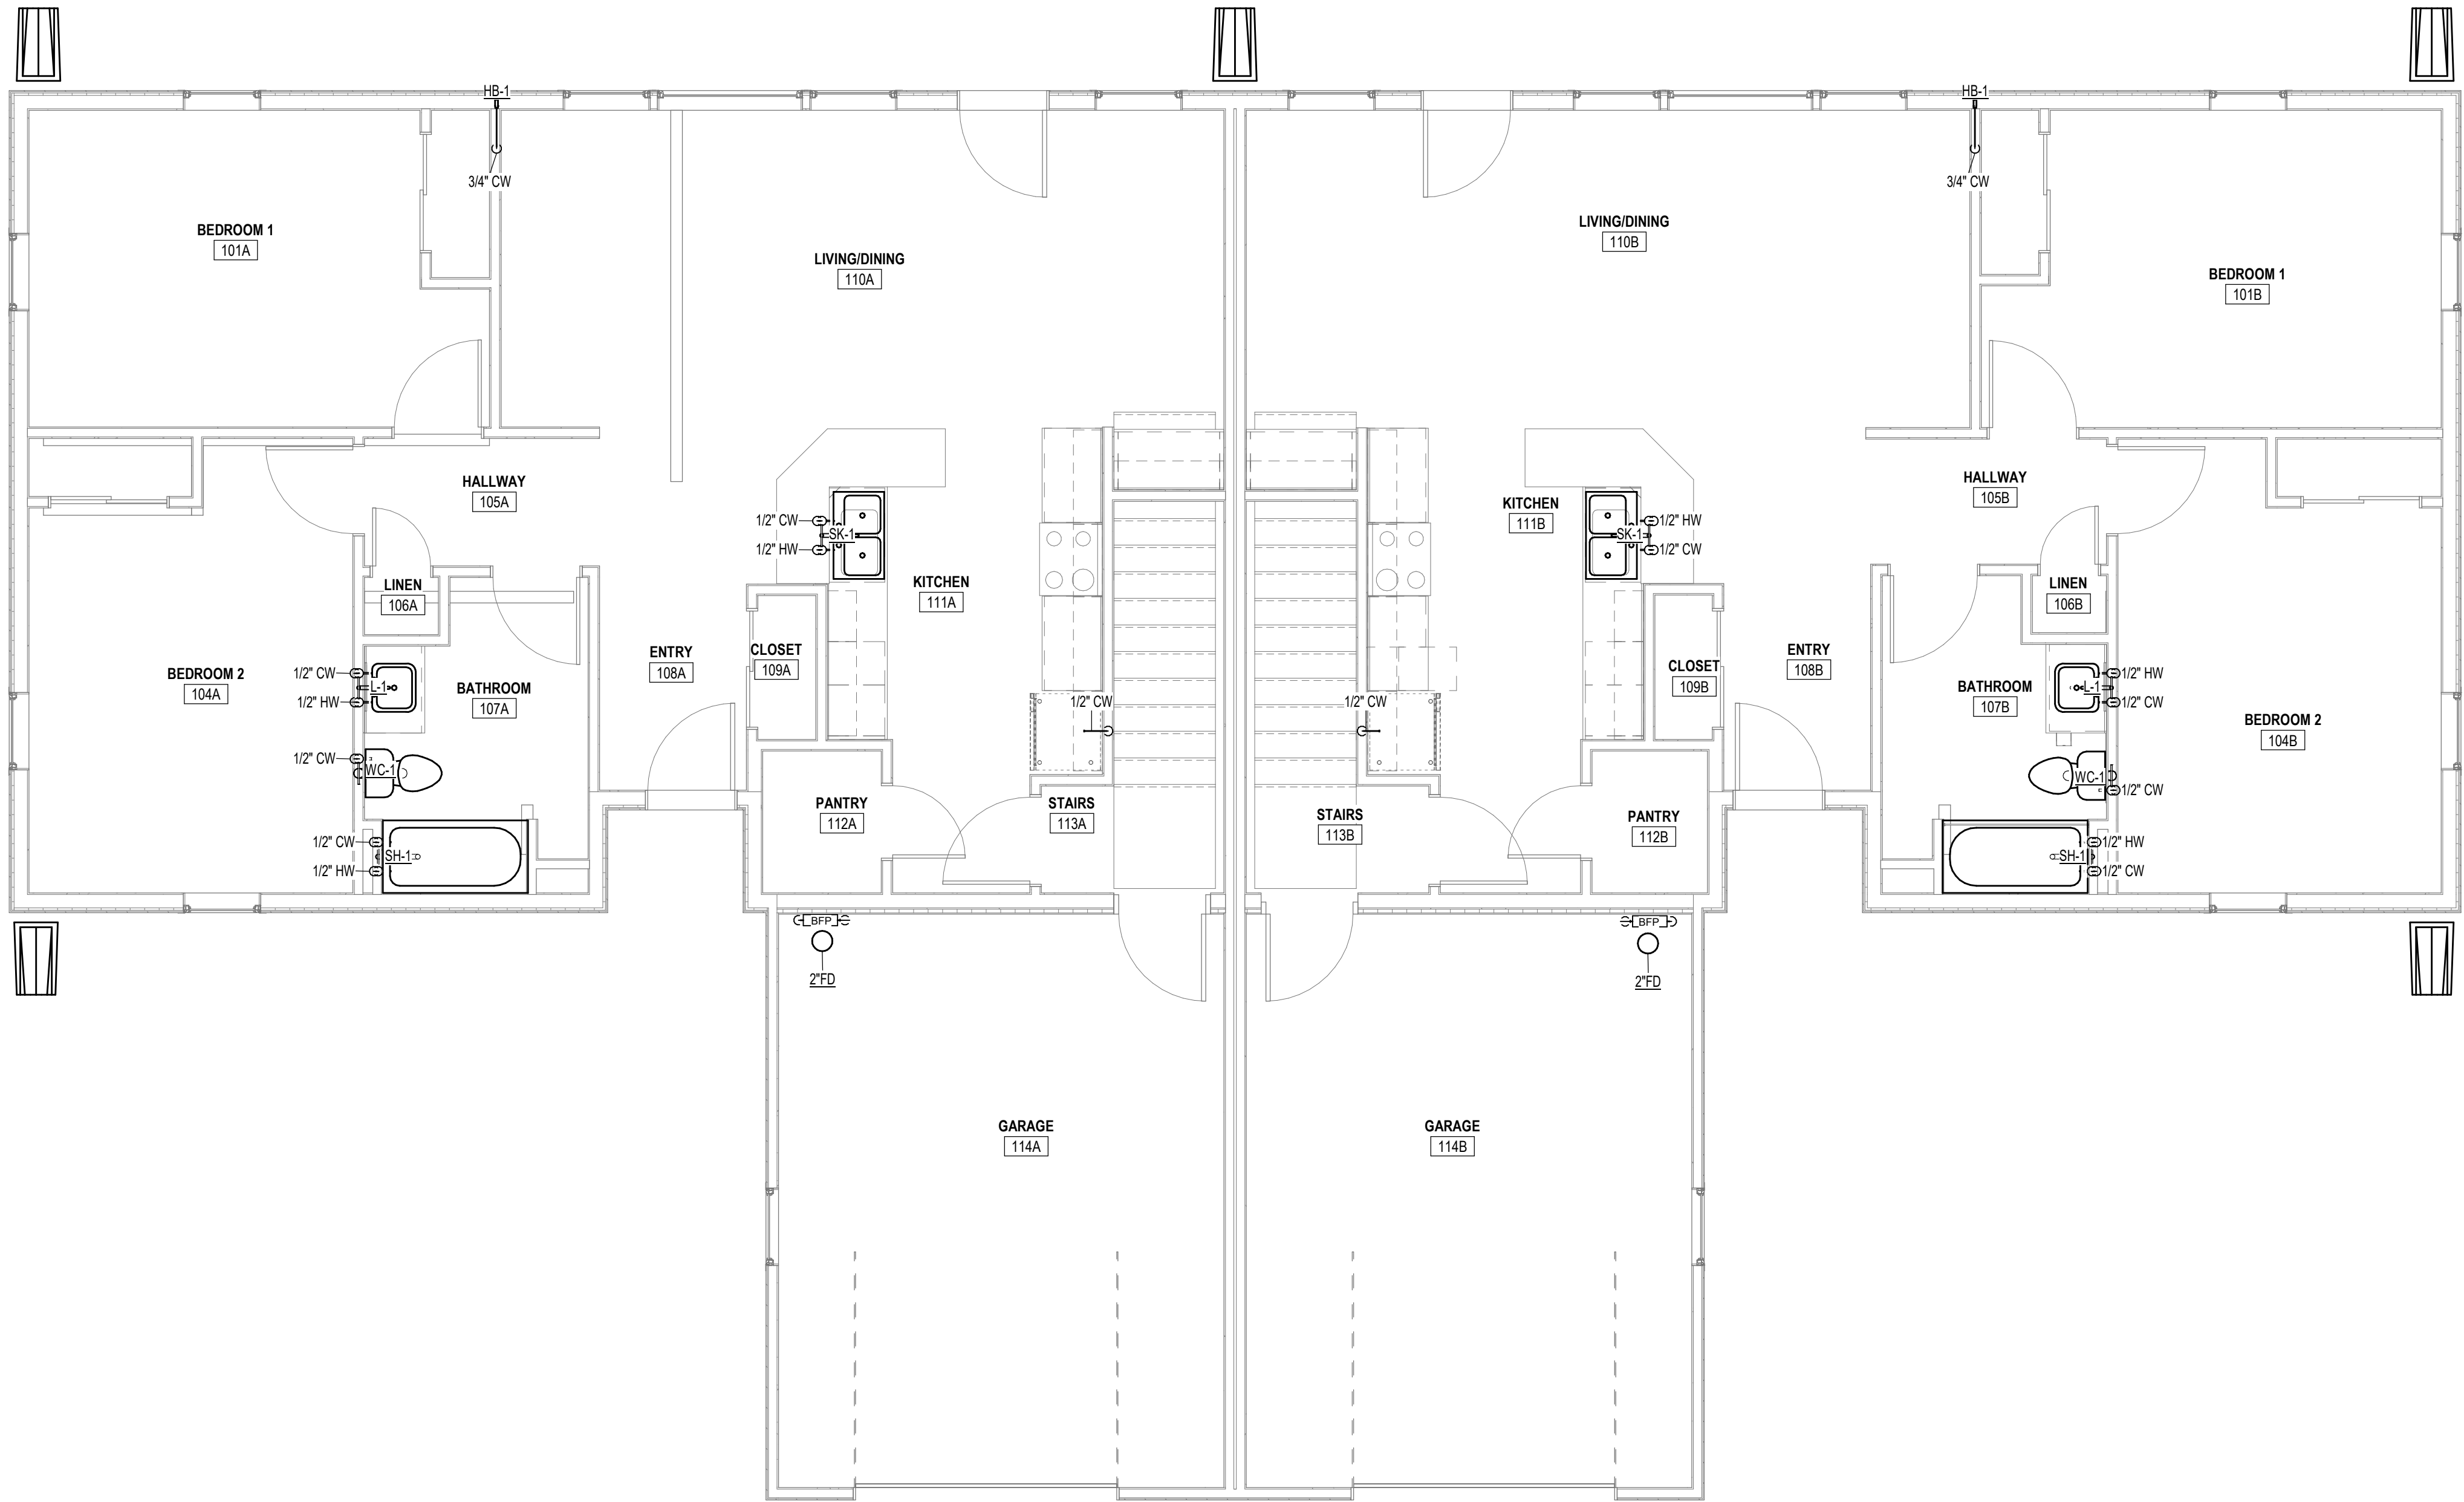 HB-1
HB-1
3/4" CW
3/4" CW
BEDROOM 1
101A
LIVING/DINING
110A
LIVING/DINING
110B
BEDROOM 1
101B
HALLWAY
105A
HALLWAY
105B
1/2" CW
SK-1
1/2" HW
KITCHEN
111B
1/2" HW
SK-1
1/2" CW
LINEN
106A
KITCHEN
111A
LINEN
106B
BEDROOM 2
104A
1/2" CW
L-1
1/2" HW
BATHROOM
107A
ENTRY
108A
CLOSET
109A
1/2" CW
1/2" CW
CLOSET
109B
ENTRY
108B
BATHROOM
107B
1/2" HW
L-1
1/2" CW
BEDROOM 2
104B
1/2" CW
WC-1
WC-1
1/2" CW
PANTRY
112A
STAIRS
113A
STAIRS
113B
PANTRY
112B
1/2" CW
SH-1
1/2" HW
1/2" HW
SH-1
1/2" CW
BFP
BFP
2"FD
2"FD
GARAGE
114A
GARAGE
114B